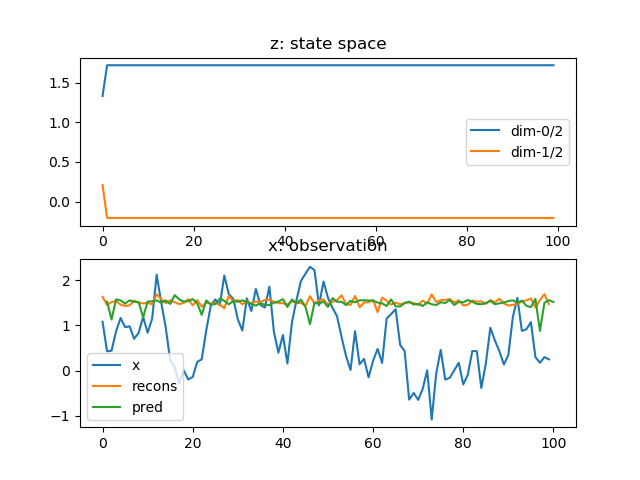 z: state space
1.5
1.0
0.5
0.0
dim-0/2
dim-1/2
0 20 40 60 80 100
x: observation
2
1
0
−1
x
recons
pred
0 20 40 60 80 100